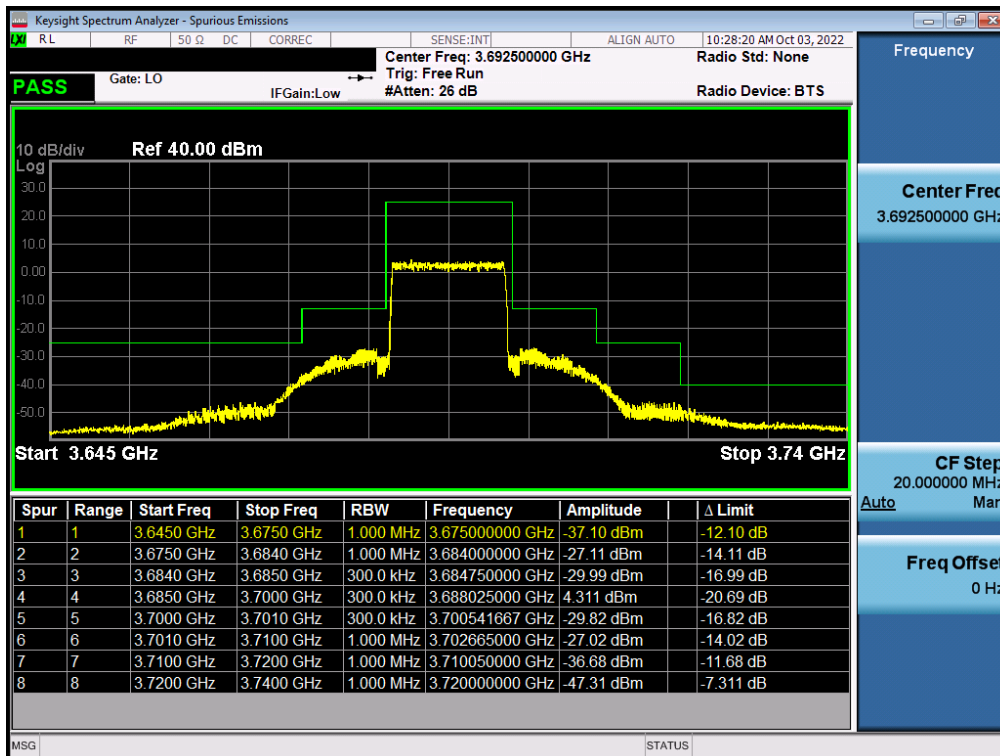 Keysight Spectrum Analyzer - Spurious Emissions
LXI RL RF 50 Ω DC CORREC SENSE:INT ALIGN AUTO 10:28:20 AM Oct 03, 2022
Center Freq: 3.692500000 GHz Radio Std: None
PASS Gate: LO Trig: Free Run
IFGain:Low #Atten: 26 dB Radio Device: BTS
10 dB/div Ref 40.00 dBm
Log
30.0
20.0
10.0
0.00
-10.0
-20.0
-30.0
-40.0
-50.0
Start 3.645 GHz Stop 3.74 GHz
Spur Range Start Freq Stop Freq RBW Frequency Amplitude Δ Limit
1 1 3.6450 GHz 3.6750 GHz 1.000 MHz 3.675000000 GHz -37.10 dBm -12.10 dB
2 2 3.6750 GHz 3.6840 GHz 1.000 MHz 3.684000000 GHz -27.11 dBm -14.11 dB
3 3 3.6840 GHz 3.6850 GHz 300.0 kHz 3.684750000 GHz -29.99 dBm -16.99 dB
4 4 3.6850 GHz 3.7000 GHz 300.0 kHz 3.688025000 GHz 4.311 dBm -20.69 dB
5 5 3.7000 GHz 3.7010 GHz 300.0 kHz 3.700541667 GHz -29.82 dBm -16.82 dB
6 6 3.7010 GHz 3.7100 GHz 1.000 MHz 3.702665000 GHz -27.02 dBm -14.02 dB
7 7 3.7100 GHz 3.7200 GHz 1.000 MHz 3.710050000 GHz -36.68 dBm -11.68 dB
8 8 3.7200 GHz 3.7400 GHz 1.000 MHz 3.720000000 GHz -47.31 dBm -7.311 dB
MSG STATUS
Frequency
Center Freq
3.692500000 GHz
CF Step
20.000000 MHz
Auto Man
Freq Offset
0 Hz